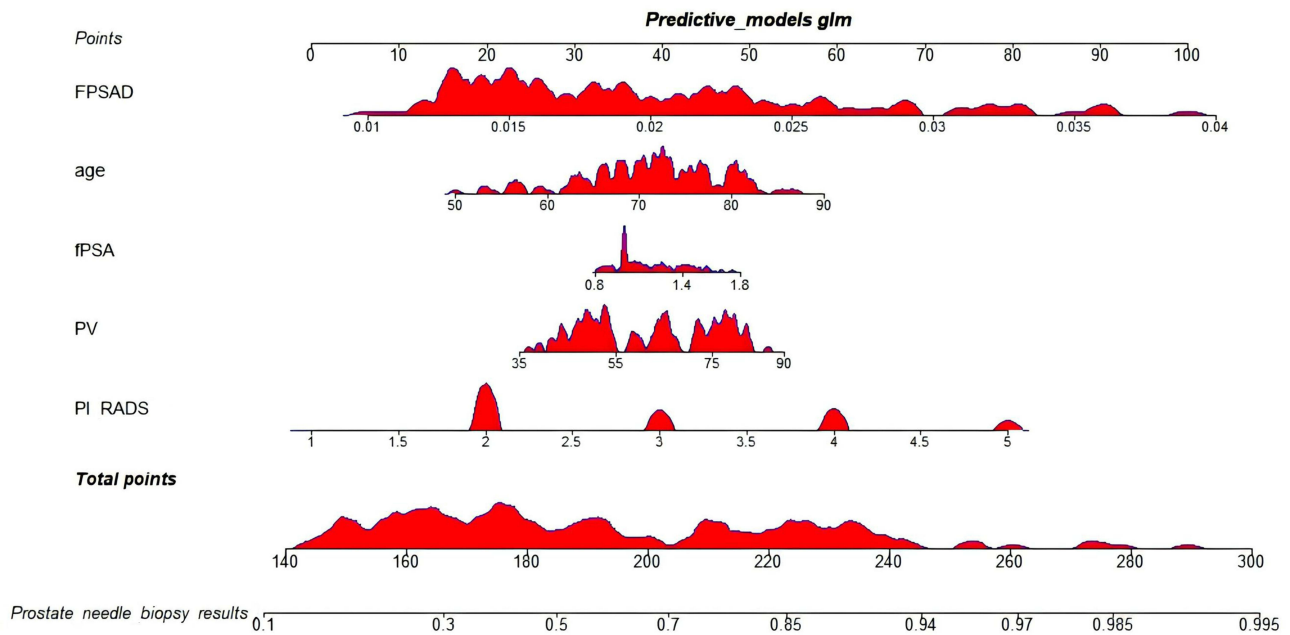 Predictive_models glm
Points
0 10 20 30 40 50 60 70 80 90 100
FPSAD
0.01 0.015 0.02 0.025 0.03 0.035 0.04
age
50 60 70 80 90
fPSA
0.8 1.4 1.8
PV
35 55 75 90
PI RADS
1 1.5 2 2.5 3 3.5 4 4.5 5
Total points
140 160 180 200 220 240 260 280 300
Prostate needle biopsy results
0.1 0.3 0.5 0.7 0.85 0.94 0.97 0.985 0.995